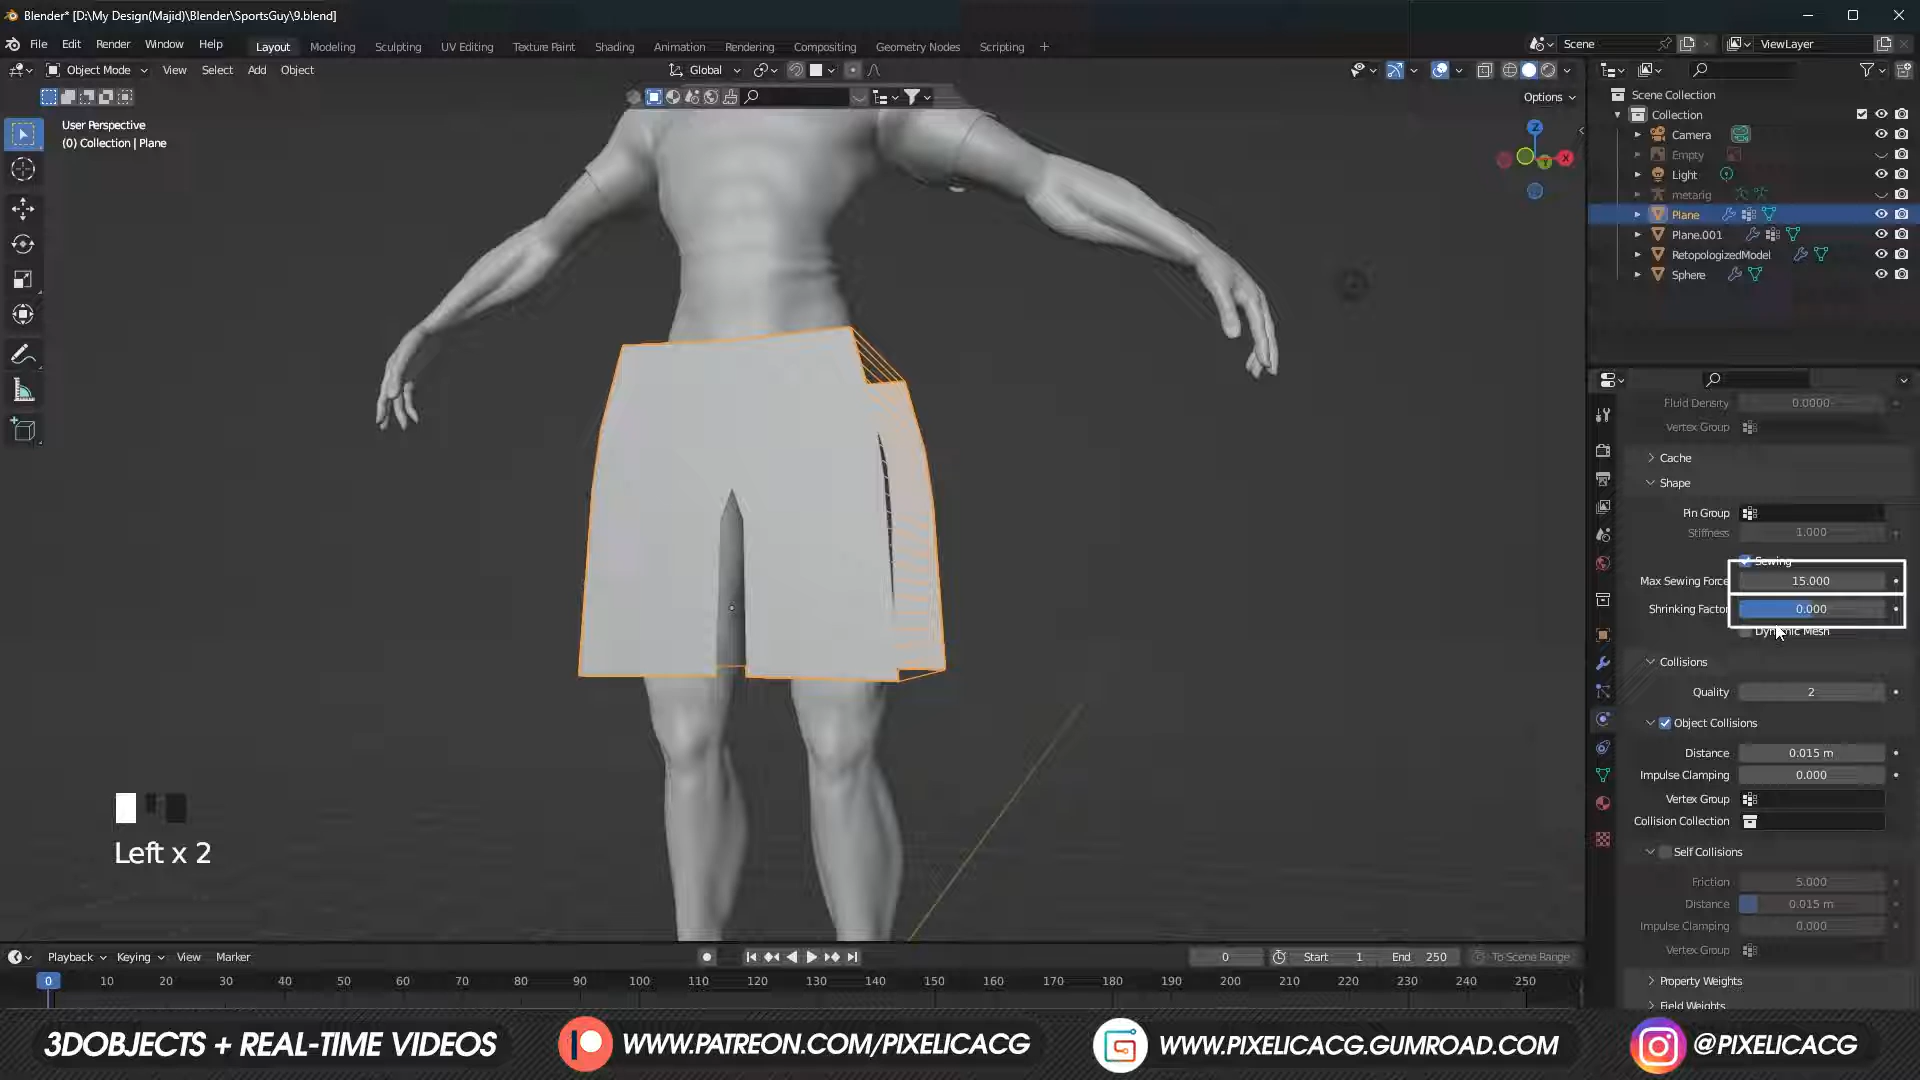 Blender* [D:\My Design(Majid)\Blender\SportsGuy\9.blend]
File Edit Render Window Help Layout Modeling Sculpting UV Editing Texture Paint Shading Animation Rendering Compositing Geometry Nodes Scripting + Scene ViewLayer
Object Mode View Select Add Object Global
Options
User Perspective
(0) Collection | Plane
Z
X
Y
Scene Collection
Collection
Camera
Empty
Light
metarig
Plane
Plane.001
RetopologizedModel
Sphere
Fluid Density 0.0000
Vertex Group
Cache
Shape
Pin Group
Stiffness 1.000
Sewing
Max Sewing Force 15.000
Shrinking Factor 0.000
Dynamic Mesh
Collisions
Quality 2
Object Collisions
Distance 0.015 m
Impulse Clamping 0.000
Vertex Group
Collision Collection
Self Collisions
Friction 5.000
Distance 0.015 m
Impulse Clamping 0.000
Vertex Group
Property Weights
Field Weights
Left x 2
Playback Keying View Marker 0 Start 1 End 250 To Scene Range
0 10 20 30 40 50 60 70 80 90 100 110 120 130 140 150 160 170 180 190 200 210 220 230 240 250
3DOBJECTS + REAL-TIME VIDEOS WWW.PATREON.COM/PIXELICACG WWW.PIXELICACG.GUMROAD.COM @PIXELICACG